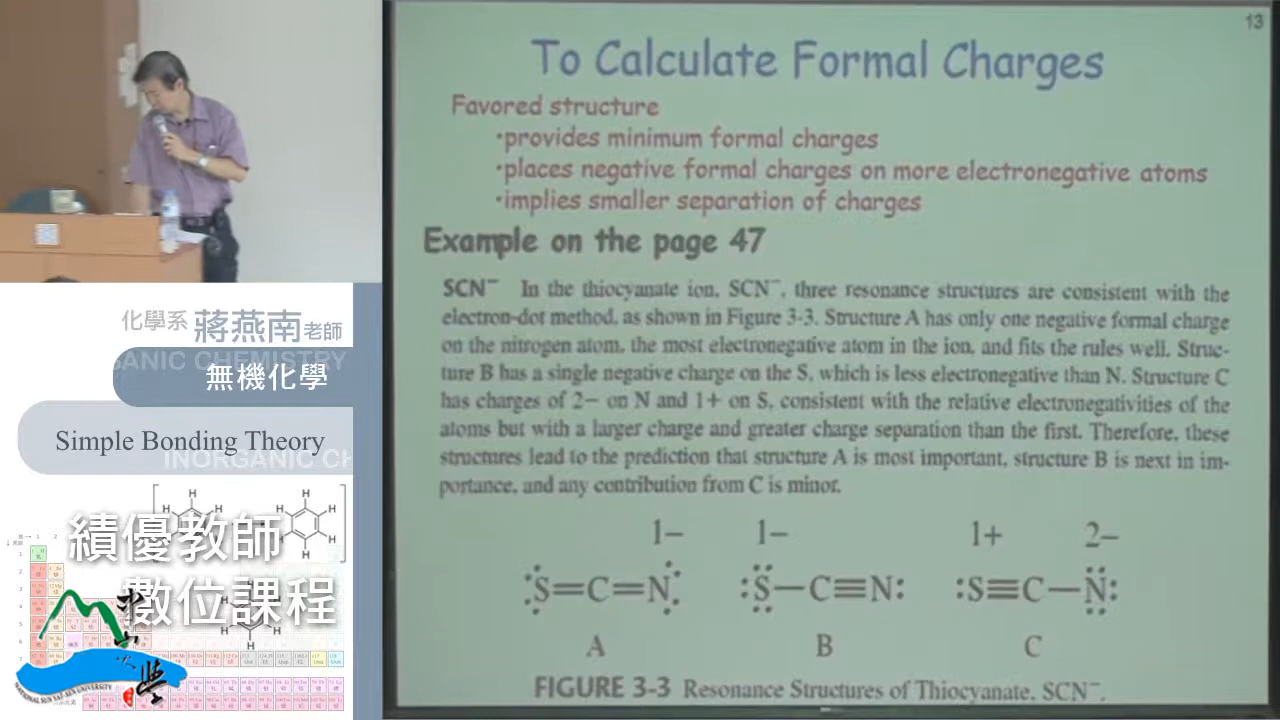 13
To Calculate Formal Charges
Favored structure
•provides minimum formal charges
•places negative formal charges on more electronegative atoms
•implies smaller separation of charges
Example on the page 47
SCN⁻ In the thiocyanate ion, SCN⁻, three resonance structures are consistent with the
electron-dot method, as shown in Figure 3-3. Structure A has only one negative formal charge
on the nitrogen atom, the most electronegative atom in the ion, and fits the rules well. Struc-
ture B has a single negative charge on the S, which is less electronegative than N. Structure C
has charges of 2− on N and 1+ on S, consistent with the relative electronegativities of the
atoms but with a larger charge and greater charge separation than the first. Therefore, these
structures lead to the prediction that structure A is most important, structure B is next in im-
portance, and any contribution from C is minor.
1− 1− 1+ 2−
S=C=N S−C≡N: :S≡C−N:
A B C
FIGURE 3-3 Resonance Structures of Thiocyanate, SCN⁻.
化學系 蔣燕南老師
GANIC CHEMISTRY
無機化學
Simple Bonding Theory
INORGANIC CH
績優教師
數位課程
NATIONAL SUN YAT-SEN UNIVERSITY